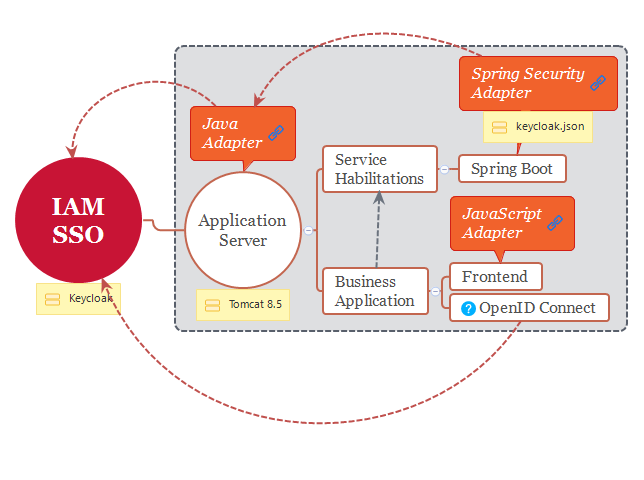 Spring Security
Adapter
keycloak.json
Java
Adapter
Service
Habilitations
Spring Boot
IAM
SSO
Keycloak
Application
Server
Tomcat 8.5
JavaScript
Adapter
Business
Application
Frontend
? OpenID Connect